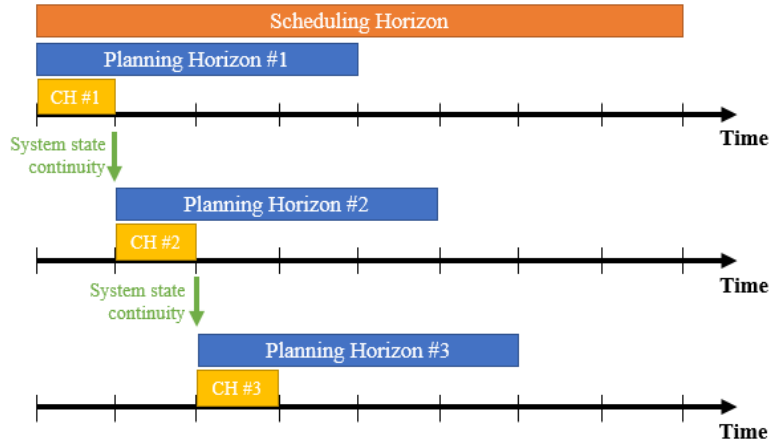 Scheduling Horizon
Planning Horizon #1
CH #1
Time
System state
continuity
Planning Horizon #2
CH #2
Time
System state
continuity
Planning Horizon #3
CH #3
Time